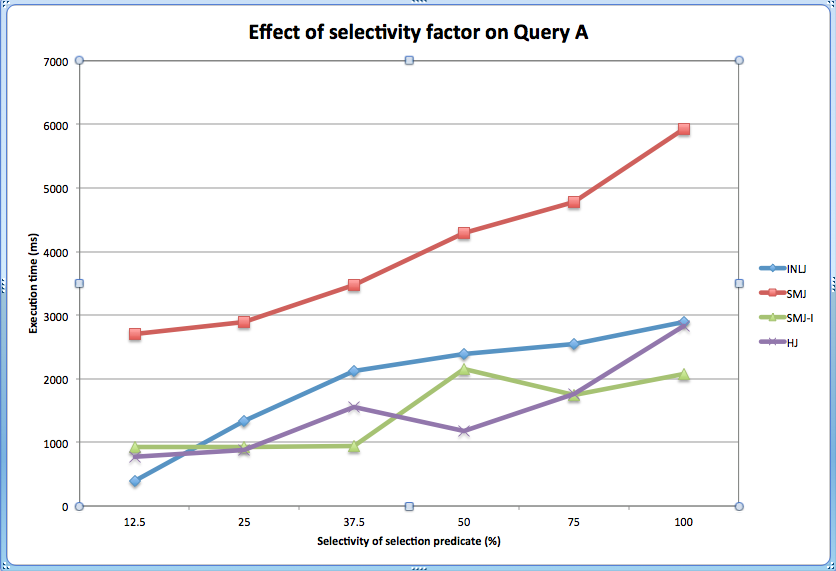 Effect of selectivity factor on Query A
7000
6000
5000
4000
3000
2000
1000
0
Execution time (ms)
12.5 25 37.5 50 75 100
Selectivity of selection predicate (%)
INLJ
SMJ
SMJ-I
HJ